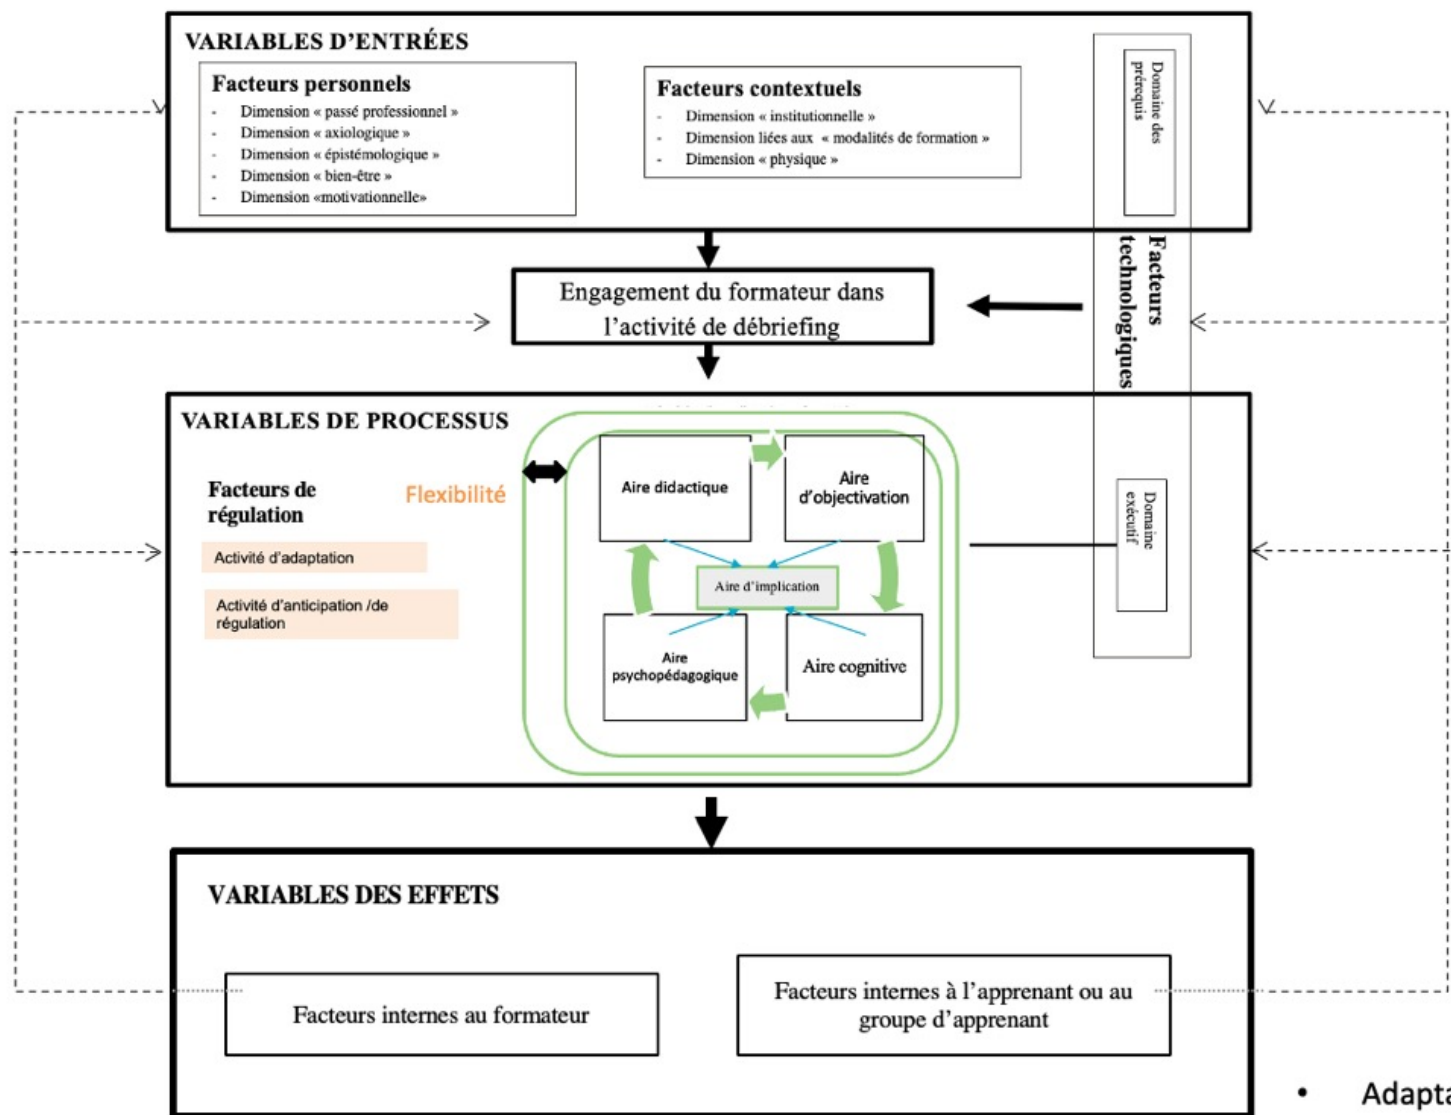 VARIABLES D'ENTRÉES
Facteurs personnels
- Dimension « passé professionnel »
- Dimension « axiologique »
- Dimension « épistémologique »
- Dimension « bien-être »
- Dimension «motivationnelle»
Facteurs contextuels
- Dimension « institutionnelle »
- Dimension liées aux « modalités de formation »
- Dimension « physique »
Domaine des
prérequis
Facteurs
technologiques
Engagement du formateur dans
l'activité de débriefing
VARIABLES DE PROCESSUS
Facteurs de
régulation
Flexibilité
Activité d'adaptation
Activité d'anticipation /de
régulation
Aire didactique
Aire
d'objectivation
Aire d'implication
Aire
psychopédagogique
Aire cognitive
Domaine
exécutif
VARIABLES DES EFFETS
Facteurs internes au formateur
Facteurs internes à l'apprenant ou au
groupe d'apprenant
• Adapta